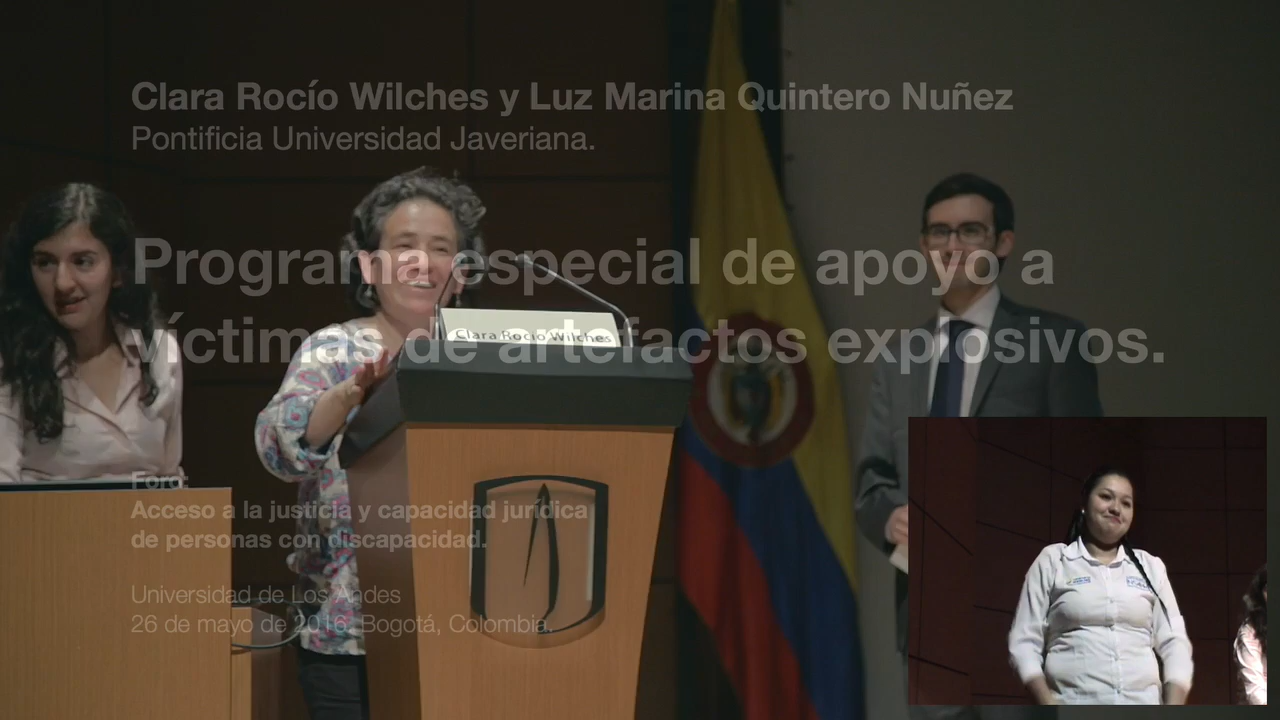 Clara Rocío Wilches y Luz Marina Quintero Nuñez
Pontificia Universidad Javeriana.
Programa especial de apoyo a
víctimas de artefactos explosivos.
Clara Rocío Wilches
Foro:
Acceso a la justicia y capacidad jurídica
de personas con discapacidad.
Universidad de Los Andes
26 de mayo de 2016. Bogotá, Colombia.